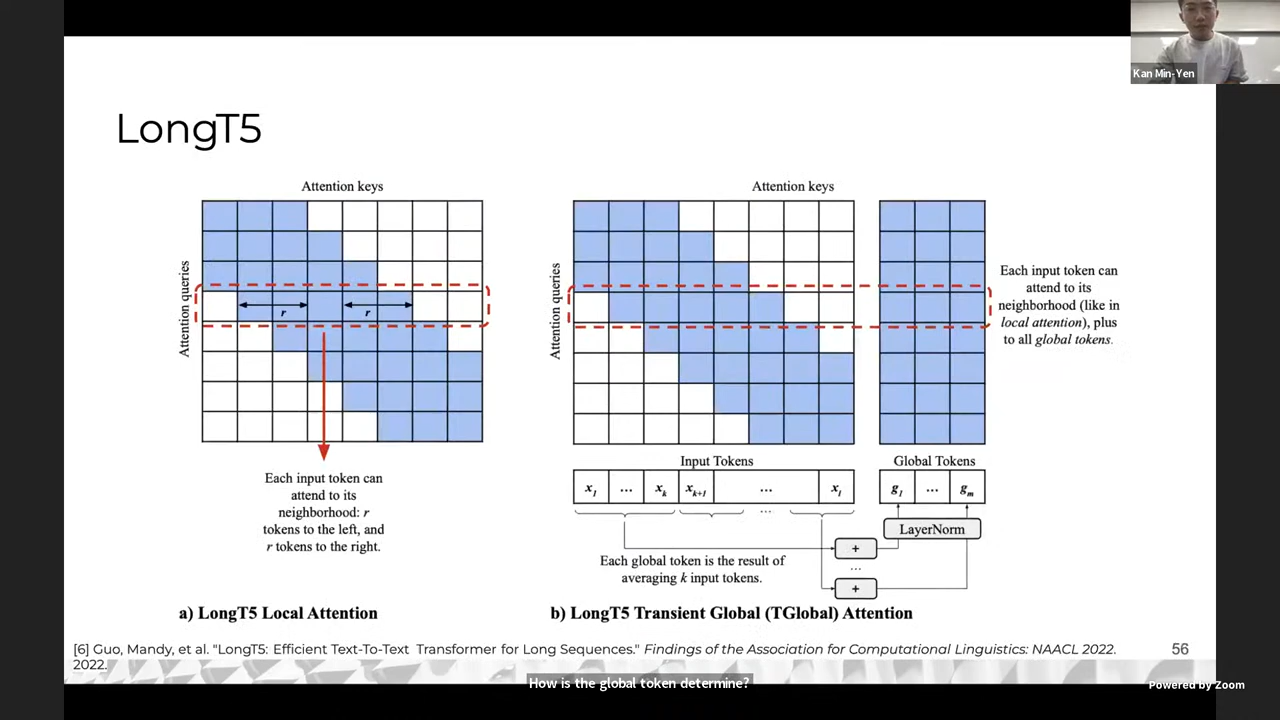 Kan Min-Yen
LongT5
Attention keys
Attention queries
r
r
Each input token can
attend to its
neighborhood: r
tokens to the left, and
r tokens to the right.
a) LongT5 Local Attention
Attention keys
Attention queries
Each input token can
attend to its
neighborhood (like in
local attention), plus
to all global tokens.
Input Tokens
Global Tokens
x1 ... xk xk+1 ... xl
g1 ... gm
...
LayerNorm
+
...
+
Each global token is the result of
averaging k input tokens.
b) LongT5 Transient Global (TGlobal) Attention
[6] Guo, Mandy, et al. "LongT5: Efficient Text-To-Text Transformer for Long Sequences." Findings of the Association for Computational Linguistics: NAACL 2022.
2022.
56
How is the global token determine?
Powered by Zoom